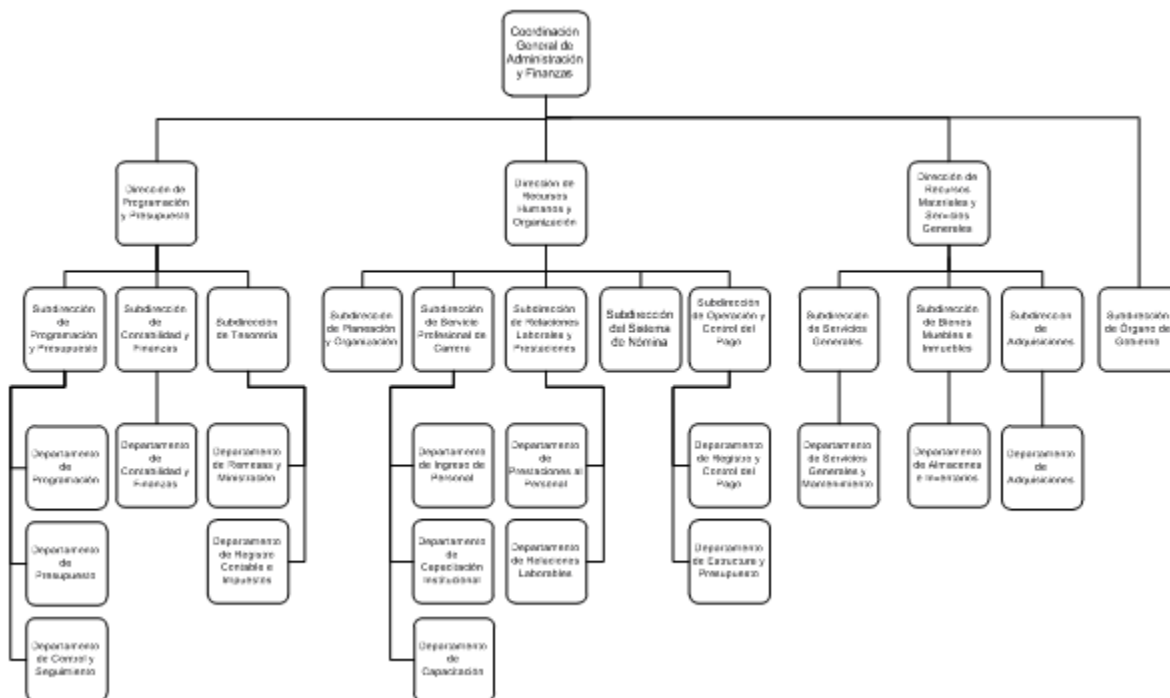 Coordinación
General de
Administración
y Finanzas
Dirección de
Programación
y Presupuesto
Dirección de
Recursos
Humanos y
Organización
Dirección de
Recursos
Materiales y
Servicios
Generales
Subdirección
de
Programación
y Presupuesto
Subdirección
de
Contabilidad y
Finanzas
Subdirección
de Tesorería
Subdirección
de Planeación
y Organización
Subdirección
de Servicio
Profesional de
Carrera
Subdirección
de Relaciones
Laborales y
Prestaciones
Subdirección
del Sistema
de Nómina
Subdirección
de Operación y
Control del
Pago
Subdirección
de Servicios
Generales
Subdirección
de Bienes
Muebles e
Inmuebles
Subdirección
de
Adquisiciones
Subdirección
de Órgano de
Gobierno
Departamento
de
Programación
Departamento
de
Contabilidad y
Finanzas
Departamento
de Remesas y
Ministración
Departamento
de Ingreso de
Personal
Departamento
de
Prestaciones al
Personal
Departamento
de Registro y
Control del
Pago
Departamento
de Servicios
Generales y
Mantenimiento
Departamento
de Almacenes
e Inventarios
Departamento
de
Adquisiciones
Departamento
de
Presupuesto
Departamento
de Registro
Contable e
Impuestos
Departamento
de
Capacitación
Institucional
Departamento
de Relaciones
Laborables
Departamento
de Estructura y
Presupuesto
Departamento
de Control y
Seguimiento
Departamento
de
Capacitación